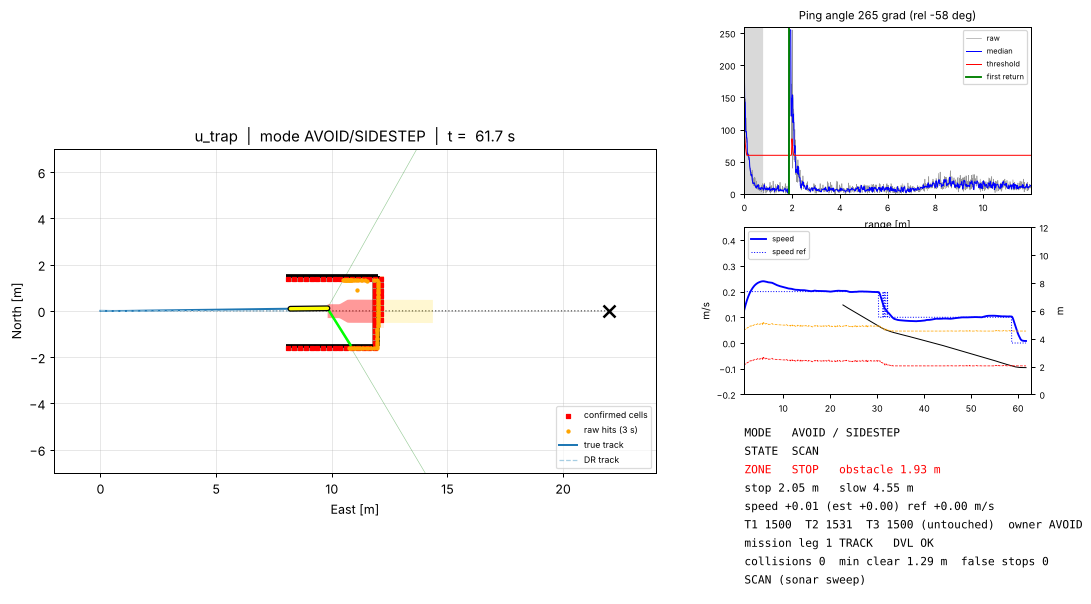 u_trap | mode AVOID/SIDESTEP | t = 61.7 s
North [m]
6
4
2
0
−2
−4
−6
0
5
10
15
20
East [m]
confirmed cells
raw hits (3 s)
true track
DR track
Ping angle 265 grad (rel -58 deg)
250
200
150
100
50
0
raw
median
threshold
first return
0
2
4
6
8
10
range [m]
m/s
0.4
0.3
0.2
0.1
0.0
−0.1
−0.2
speed
speed ref
12
10
8
6
4
2
0
m
10
20
30
40
50
60
MODE AVOID / SIDESTEP
STATE SCAN
ZONE STOP obstacle 1.93 m
stop 2.05 m slow 4.55 m
speed +0.01 (est +0.00) ref +0.00 m/s
T1 1500 T2 1531 T3 1500 (untouched) owner AVOID
mission leg 1 TRACK DVL OK
collisions 0 min clear 1.29 m false stops 0
SCAN (sonar sweep)